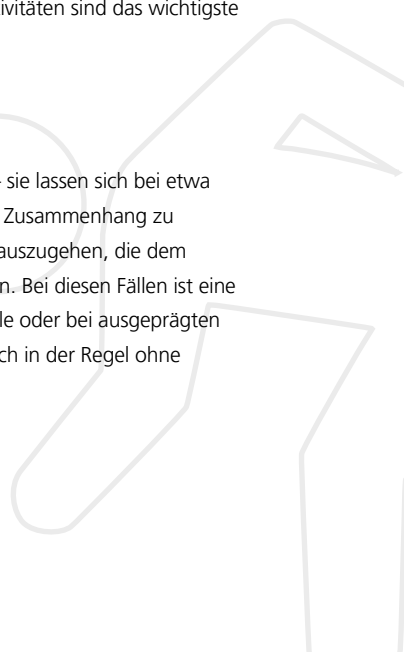 ivitäten sind das wichtigste
sie lassen sich bei etwa
Zusammenhang zu
auszugehen, die dem
n. Bei diesen Fällen ist eine
le oder bei ausgeprägten
ch in der Regel ohne